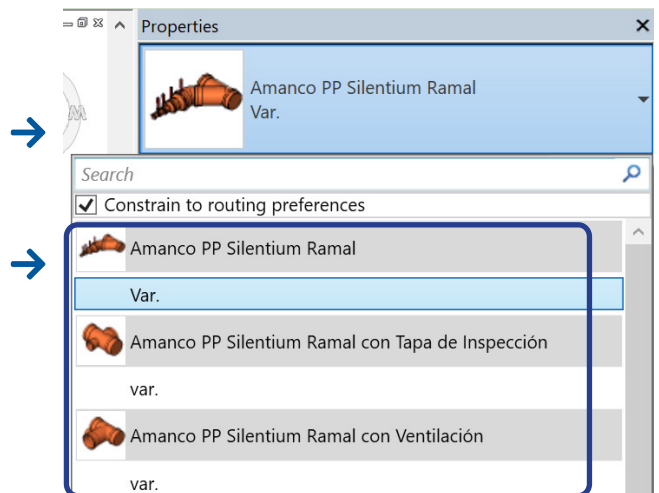 Properties
Amanco PP Silentium Ramal
Var.
Search
Constrain to routing preferences
Amanco PP Silentium Ramal
Var.
Amanco PP Silentium Ramal con Tapa de Inspección
var.
Amanco PP Silentium Ramal con Ventilación
var.